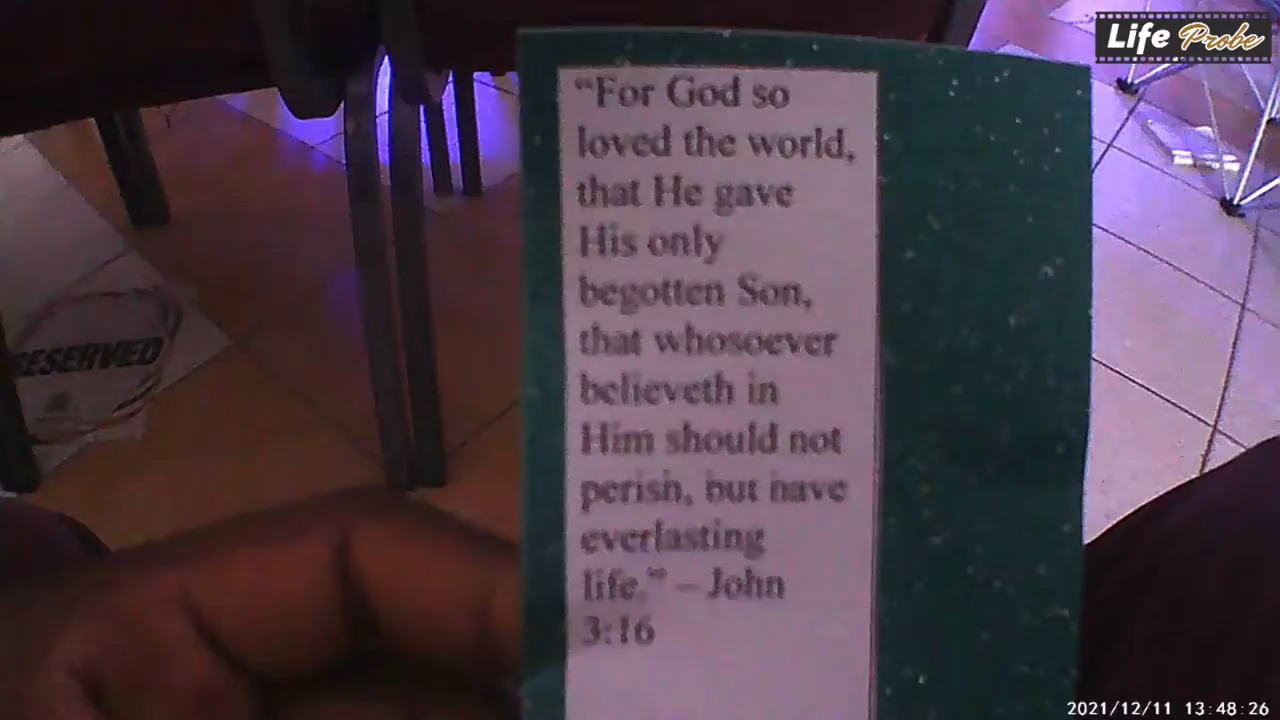 Life Probe
"For God so
loved the world,
that He gave
His only
begotten Son,
that whosoever
believeth in
Him should not
perish, but have
everlasting
life." – John
3:16
RESERVED
2021/12/11 13:48:26